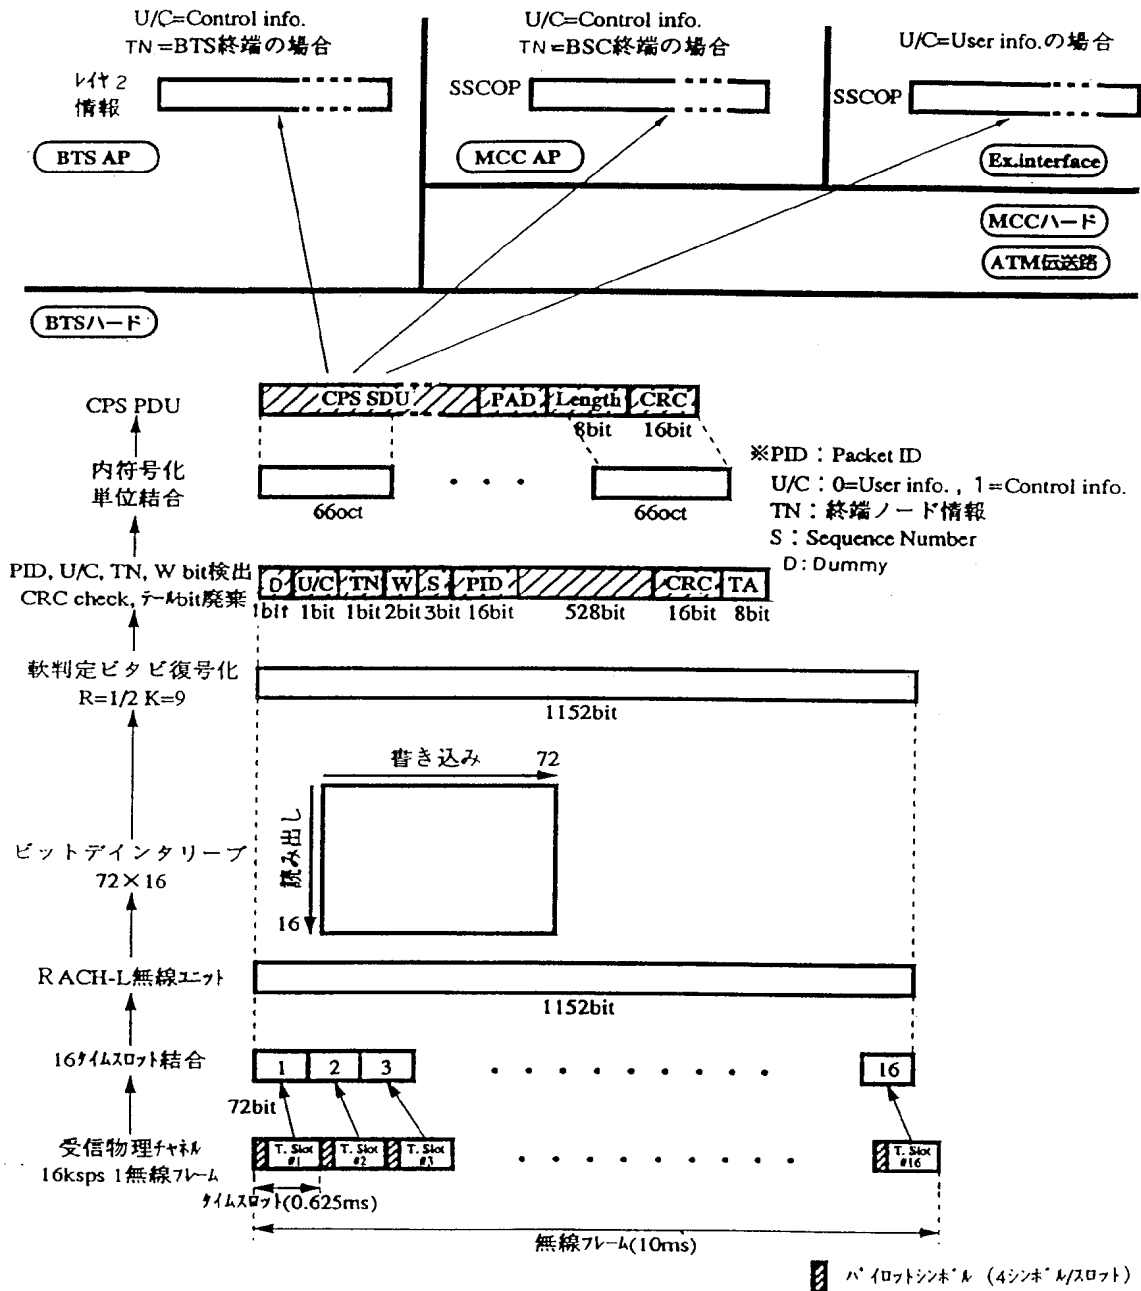 U/C=Control info.
TN=BTS終端の場合
U/C=Control info.
TN=BSC終端の場合
U/C=User info.の場合
ﾚｲﾔ 2
情報
SSCOP
SSCOP
BTS AP
MCC AP
Ex.interface
MCCハード
ATM伝送路
BTSハード
CPS PDU
CPS SDU
PAD
Length
CRC
8bit
16bit
内符号化
単位結合
66oct
・・・
66oct
※PID：Packet ID
U/C：0=User info. , 1=Control info.
TN：終端ノード情報
S：Sequence Number
D：Dummy
PID, U/C, TN, W bit検出
CRC check, ﾃｰﾙbit廃棄
D
U/C
TN
W
S
PID
CRC
TA
1bit
1bit
1bit
2bit
3bit
16bit
528bit
16bit
8bit
軟判定ビタビ復号化
R=1/2 K=9
1152bit
書き込み
72
読み出し
16
ビットデインタリーブ
72×16
RACH-L無線ﾕﾆｯﾄ
1152bit
16ﾀｲﾑｽﾛｯﾄ結合
1
2
3
・・・・・・・・・
16
72bit
受信物理ﾁｬﾈﾙ
16ksps 1無線ﾌﾚｰﾑ
T. Slot
#1
T. Slot
#2
T. Slot
#3
・・・・・・・・・
T. Slot
#16
ﾀｲﾑｽﾛｯﾄ(0.625ms)
無線ﾌﾚｰﾑ(10ms)
ﾊﾟｲﾛｯﾄｼﾝﾎﾞﾙ (4ｼﾝﾎﾞﾙ/ｽﾛｯﾄ)